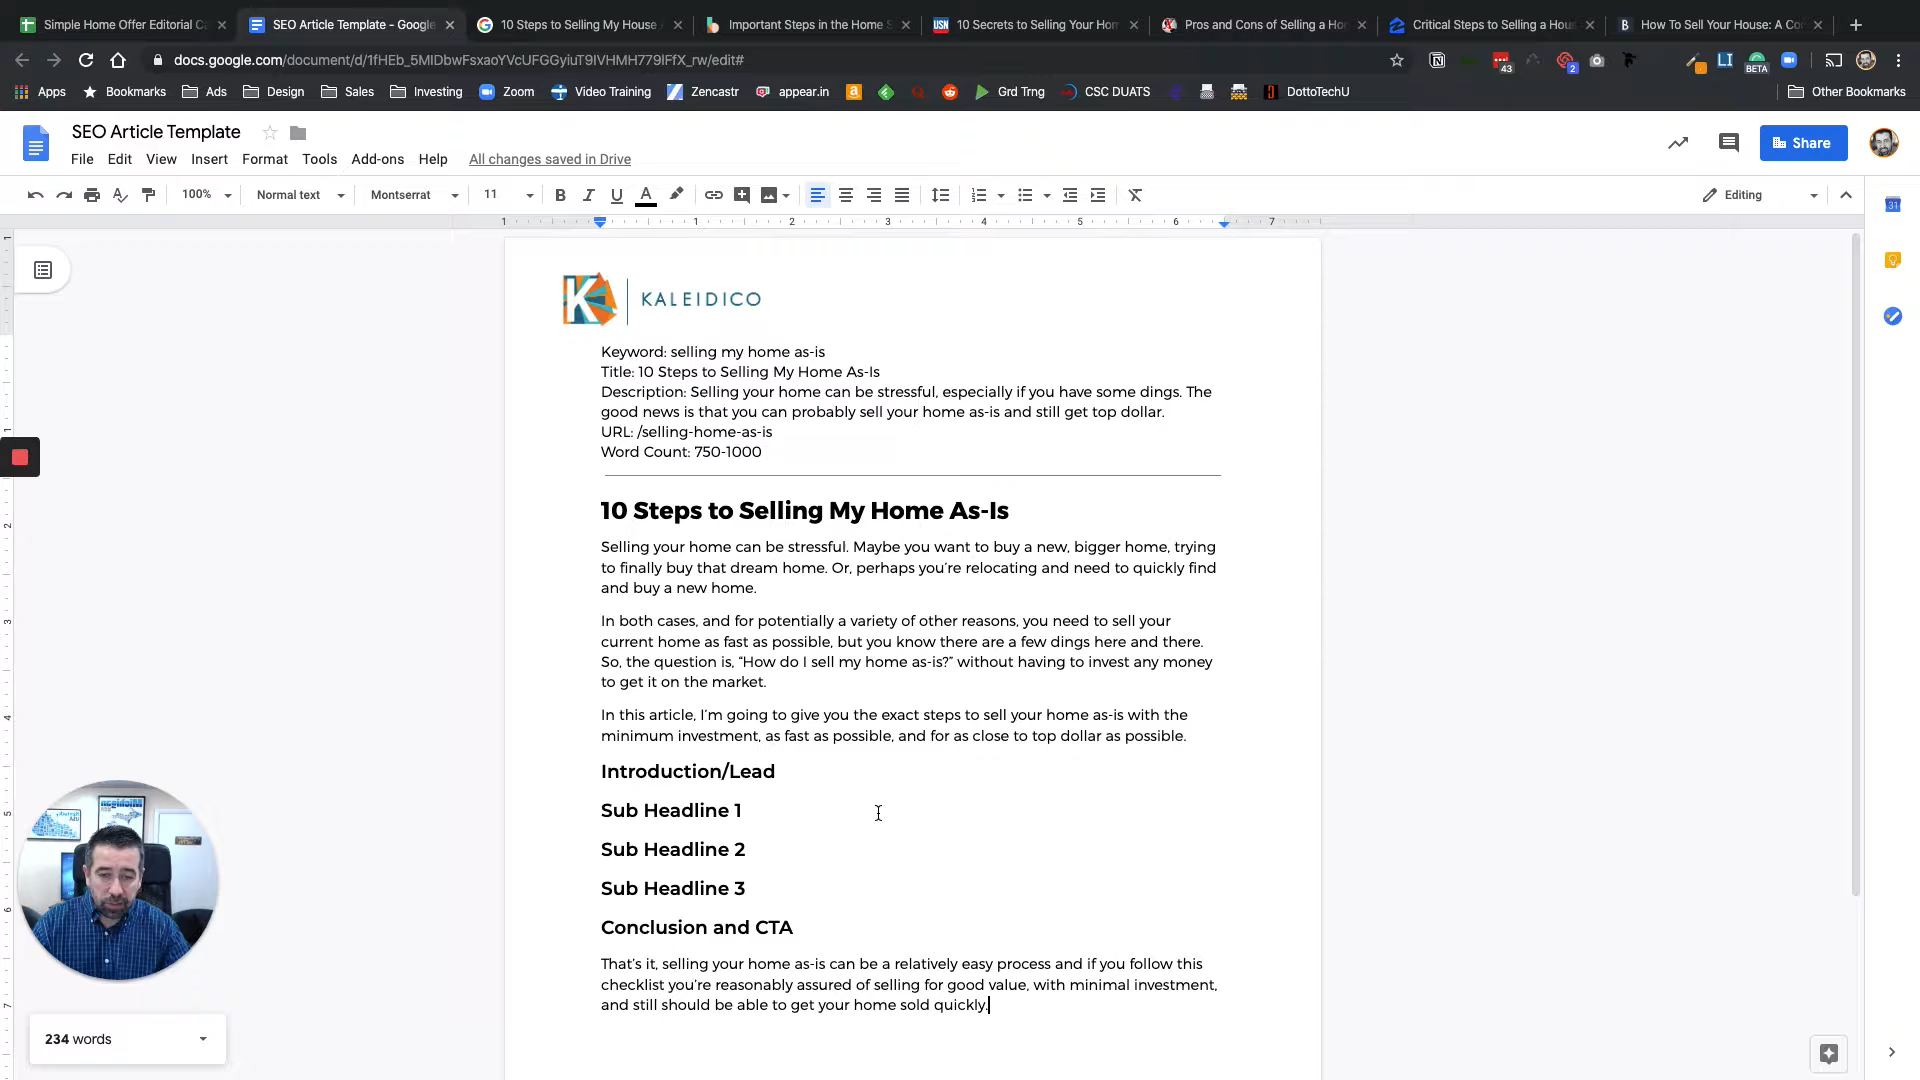 Simple Home Offer Editorial Ca
SEO Article Template - Google
10 Steps to Selling My House
Important Steps in the Home S
10 Secrets to Selling Your Hom
Pros and Cons of Selling a Ho
Critical Steps to Selling a Hous
How To Sell Your House: A Co
docs.google.com/document/d/1fHEb_5MIDbwFsxaoYVcUFGGyiuT9IVHMH779lFfX_rw/edit#
43
2
LI
BETA
Apps
Bookmarks
Ads
Design
Sales
Investing
Zoom
Video Training
Zencastr
appear.in
Grd Trng
CSC DUATS
DottoTechU
Other Bookmarks
SEO Article Template
File Edit View Insert Format Tools Add-ons Help All changes saved in Drive
Share
100% Normal text Montserrat 11 B I U A Editing
31
1 1 2 3 4 5 6 7
KALEIDICO
Keyword: selling my home as-is
Title: 10 Steps to Selling My Home As-Is
Description: Selling your home can be stressful, especially if you have some dings. The
good news is that you can probably sell your home as-is and still get top dollar.
URL: /selling-home-as-is
Word Count: 750-1000
10 Steps to Selling My Home As-Is
Selling your home can be stressful. Maybe you want to buy a new, bigger home, trying
to finally buy that dream home. Or, perhaps you’re relocating and need to quickly find
and buy a new home.
In both cases, and for potentially a variety of other reasons, you need to sell your
current home as fast as possible, but you know there are a few dings here and there.
So, the question is, “How do I sell my home as-is?” without having to invest any money
to get it on the market.
In this article, I’m going to give you the exact steps to sell your home as-is with the
minimum investment, as fast as possible, and for as close to top dollar as possible.
Introduction/Lead
Sub Headline 1
Sub Headline 2
Sub Headline 3
Conclusion and CTA
That’s it, selling your home as-is can be a relatively easy process and if you follow this
checklist you’re reasonably assured of selling for good value, with minimal investment,
and still should be able to get your home sold quickly.
Michigan
234 words